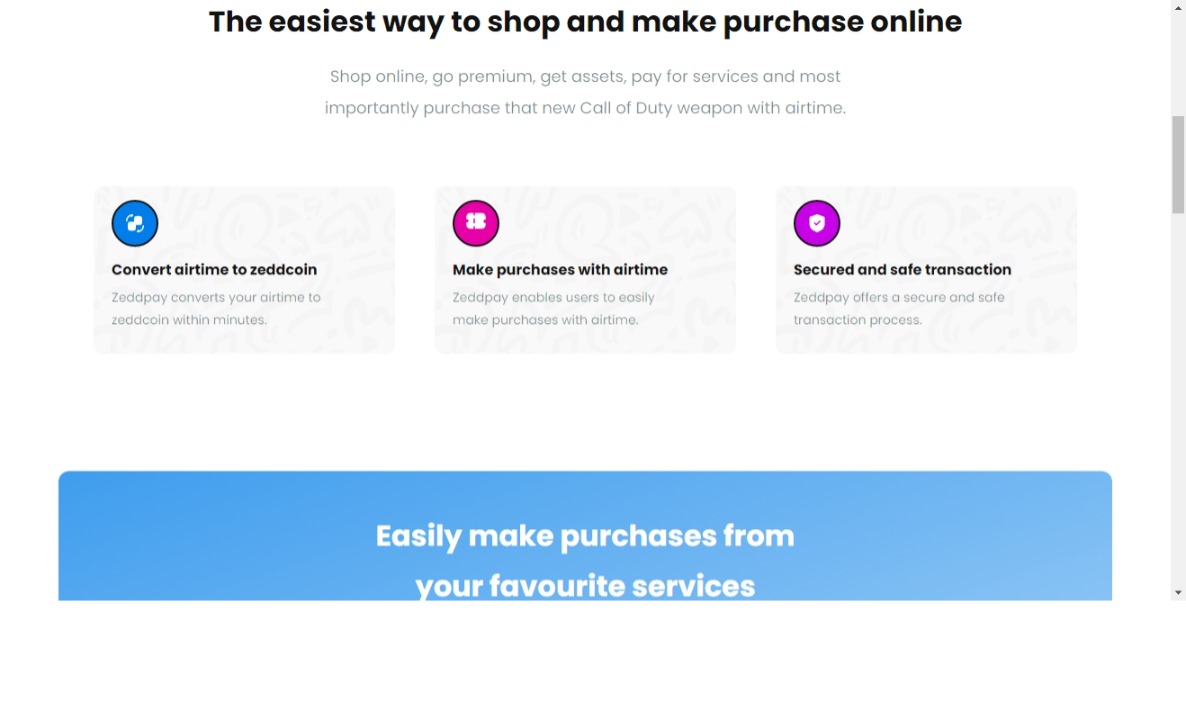 The easiest way to shop and make purchase online
Shop online, go premium, get assets, pay for services and most
importantly purchase that new Call of Duty weapon with airtime.
Convert airtime to zeddcoin
Zeddpay converts your airtime to
zeddcoin within minutes.
Make purchases with airtime
Zeddpay enables users to easily
make purchases with airtime.
Secured and safe transaction
Zeddpay offers a secure and safe
transaction process.
Easily make purchases from
your favourite services